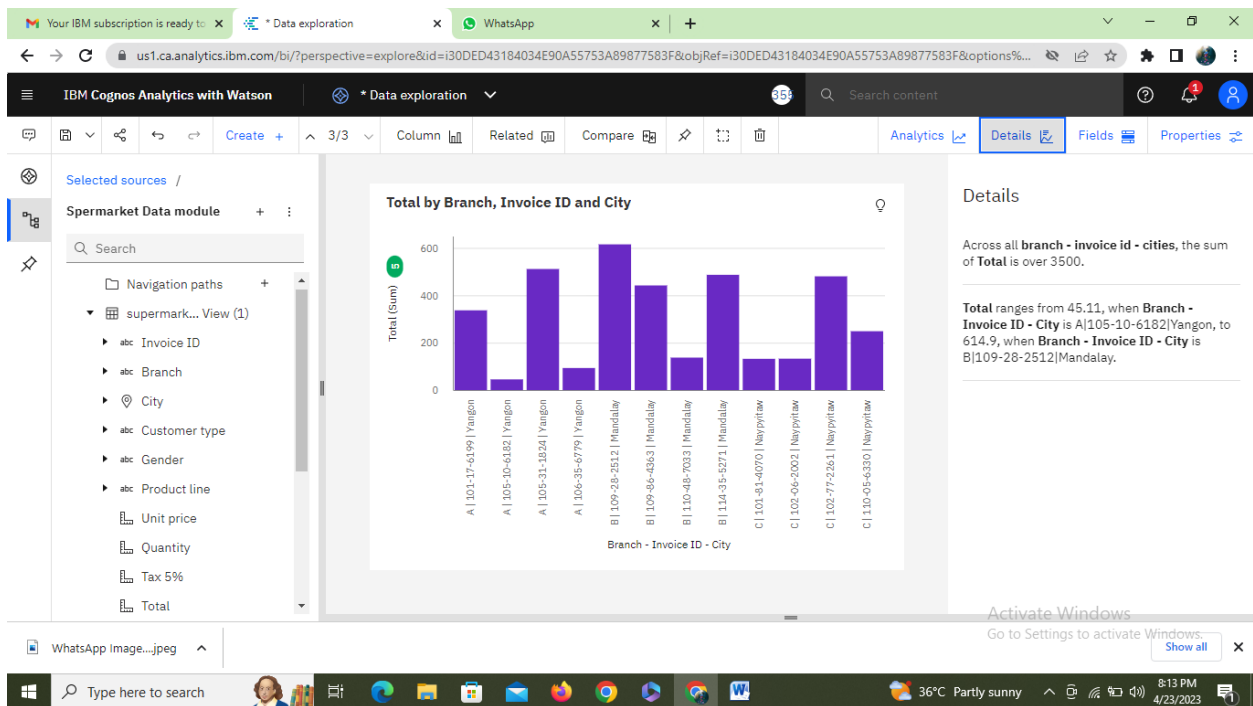 Your IBM subscription is ready to
* Data exploration
WhatsApp
us1.ca.analytics.ibm.com/bi/?perspective=explore&id=i30DED43184034E90A55753A89877583F&objRef=i30DED43184034E90A55753A89877583F&options%...
IBM Cognos Analytics with Watson
* Data exploration
Search content
1
Create +
3/3
Column
Related
Compare
Analytics
Details
Fields
Properties
Selected sources /
Spermarket Data module
Search
Navigation paths
supermark... View (1)
abc Invoice ID
abc Branch
City
abc Customer type
abc Gender
abc Product line
Unit price
Quantity
Tax 5%
Total
Total by Branch, Invoice ID and City
5
Total (Sum)
600
400
200
0
A | 101-17-6199 | Yangon
A | 105-10-6182 | Yangon
A | 105-31-1824 | Yangon
A | 106-35-6779 | Yangon
B | 109-28-2512 | Mandalay
B | 109-86-4363 | Mandalay
B | 110-48-7033 | Mandalay
B | 114-35-5271 | Mandalay
C | 101-81-4070 | Naypyitaw
C | 102-06-2002 | Naypyitaw
C | 102-77-2261 | Naypyitaw
C | 110-05-6330 | Naypyitaw
Branch - Invoice ID - City
Details
Across all branch - invoice id - cities, the sum
of Total is over 3500.
Total ranges from 45.11, when Branch -
Invoice ID - City is A|105-10-6182|Yangon, to
614.9, when Branch - Invoice ID - City is
B|109-28-2512|Mandalay.
Activate Windows
Go to Settings to activate Windows.
WhatsApp Image....jpeg
Show all
Type here to search
36°C Partly sunny
8:13 PM
4/23/2023
1